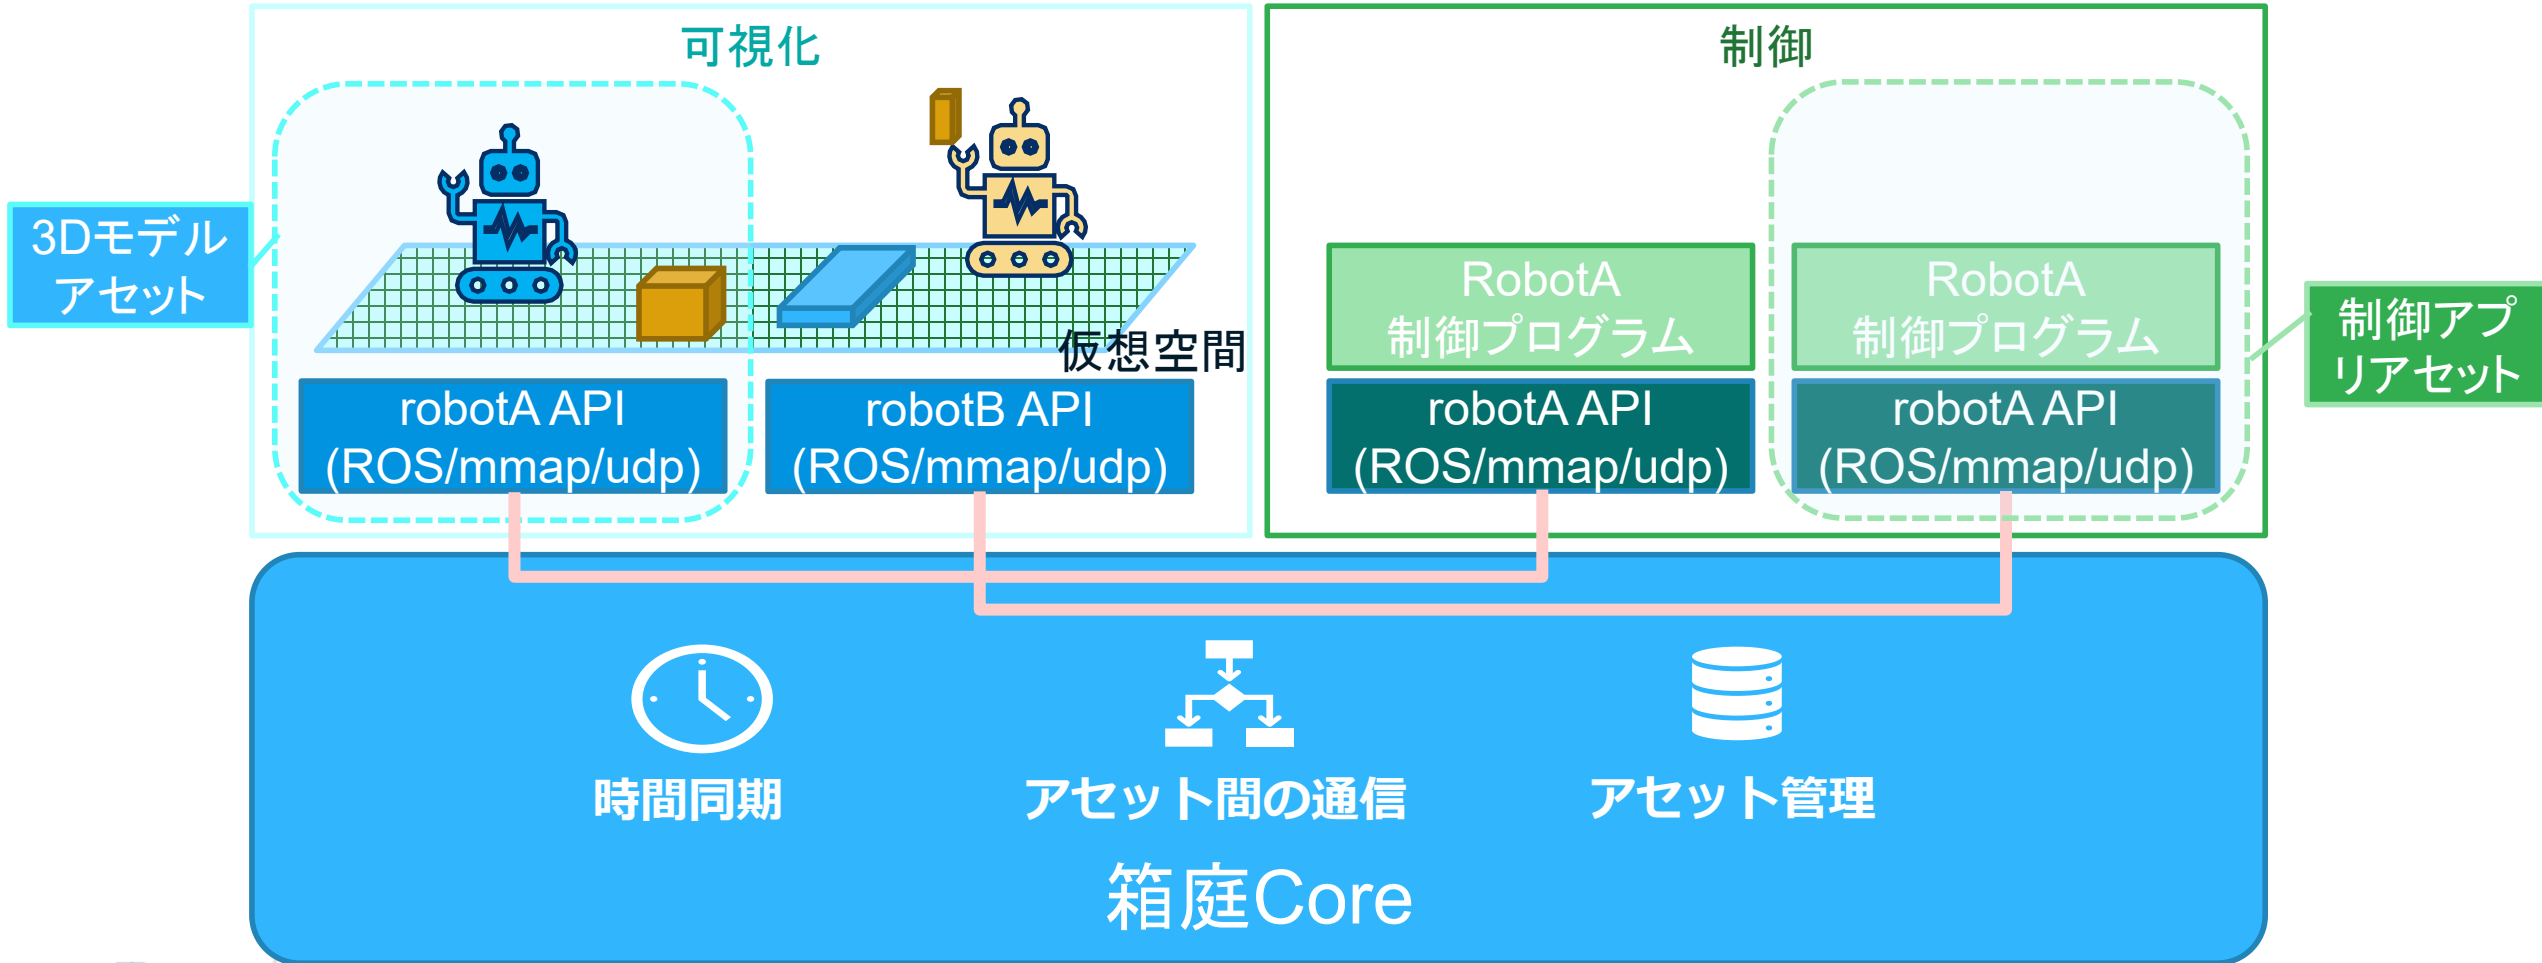 可視化
制御
3Dモデル
アセット
仮想空間
robotA API
(ROS/mmap/udp)
robotB API
(ROS/mmap/udp)
RobotA
制御プログラム
robotA API
(ROS/mmap/udp)
RobotA
制御プログラム
robotA API
(ROS/mmap/udp)
制御アプ
リアセット
時間同期
アセット間の通信
アセット管理
箱庭Core